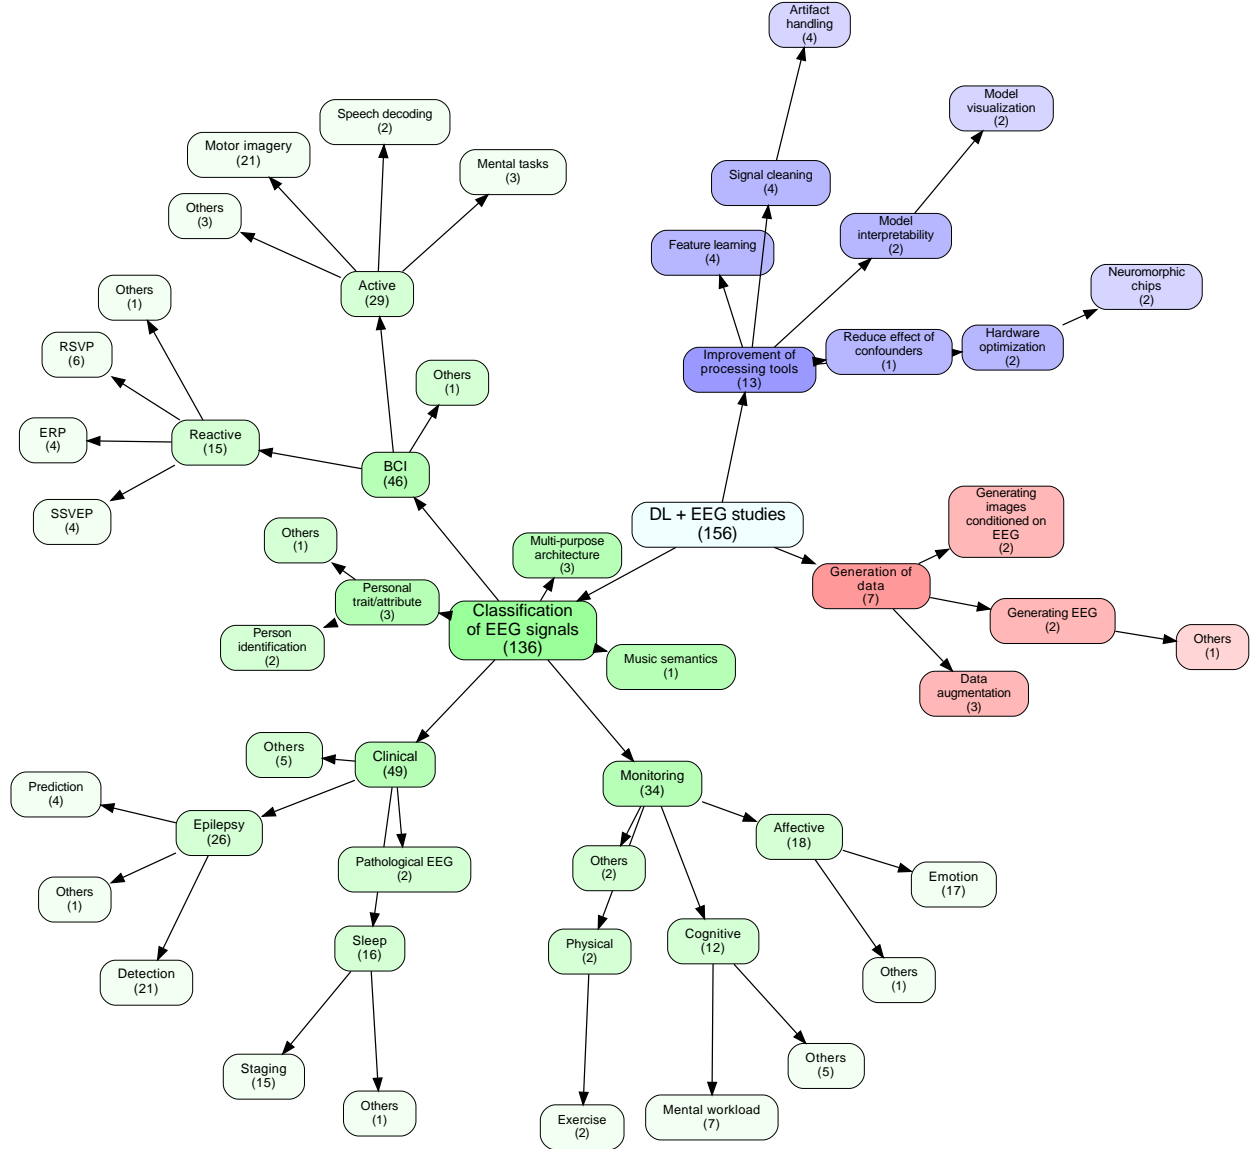 Artifact
handling
(4)
Model
visualization
(2)
Speech decoding
(2)
Motor imagery
(21)
Mental tasks
(3)
Signal cleaning
(4)
Others
(3)
Feature learning
(4)
Model
interpretability
(2)
Active
(29)
Neuromorphic
chips
(2)
Others
(1)
RSVP
(6)
Improvement of
processing tools
(13)
Reduce effect of
confounders
(1)
Hardware
optimization
(2)
Others
(1)
ERP
(4)
Reactive
(15)
BCI
(46)
SSVEP
(4)
DL + EEG studies
(156)
Generating
images
conditioned on
EEG
(2)
Others
(1)
Multi-purpose
architecture
(3)
Generation of
data
(7)
Personal
trait/attribute
(3)
Classification
of EEG signals
(136)
Generating EEG
(2)
Others
(1)
Person
identification
(2)
Music semantics
(1)
Data
augmentation
(3)
Others
(5)
Clinical
(49)
Monitoring
(34)
Prediction
(4)
Epilepsy
(26)
Affective
(18)
Pathological EEG
(2)
Others
(2)
Emotion
(17)
Others
(1)
Sleep
(16)
Physical
(2)
Cognitive
(12)
Detection
(21)
Others
(1)
Staging
(15)
Others
(5)
Others
(1)
Exercise
(2)
Mental workload
(7)